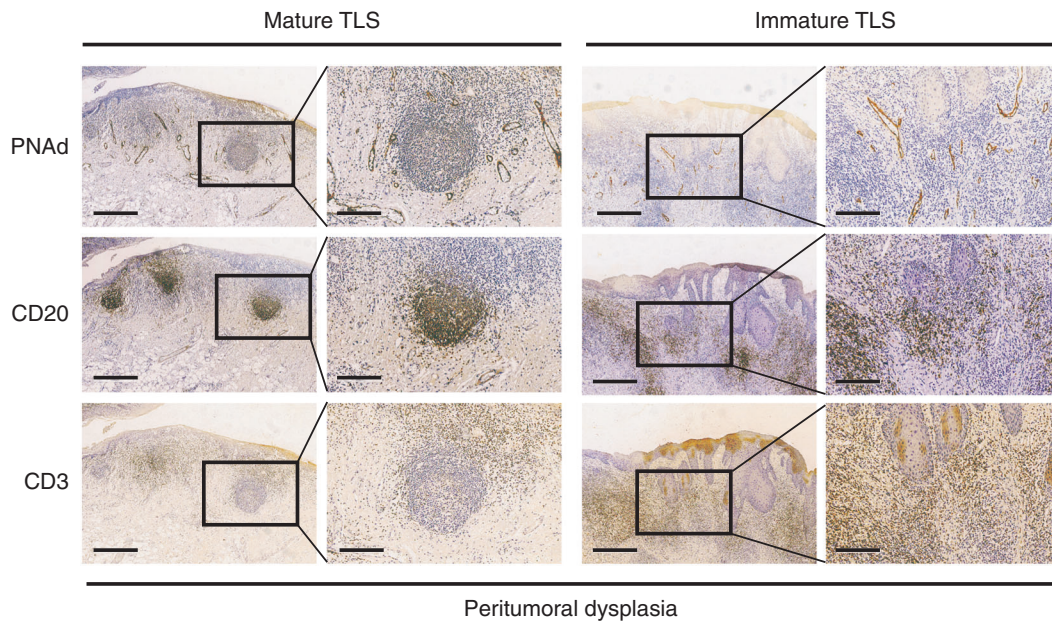 Mature TLS
Immature TLS
PNAd
CD20
CD3
Peritumoral dysplasia